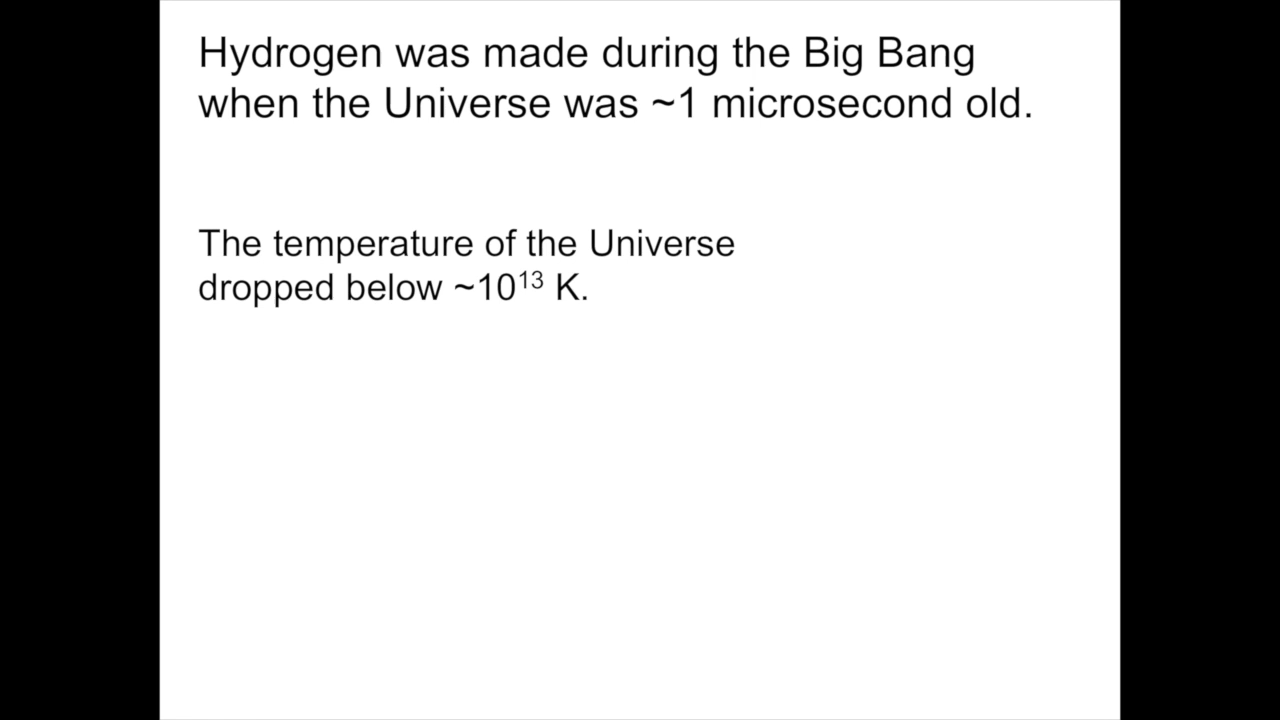 Hydrogen was made during the Big Bang
when the Universe was ~1 microsecond old.
The temperature of the Universe
dropped below ~10¹³ K.